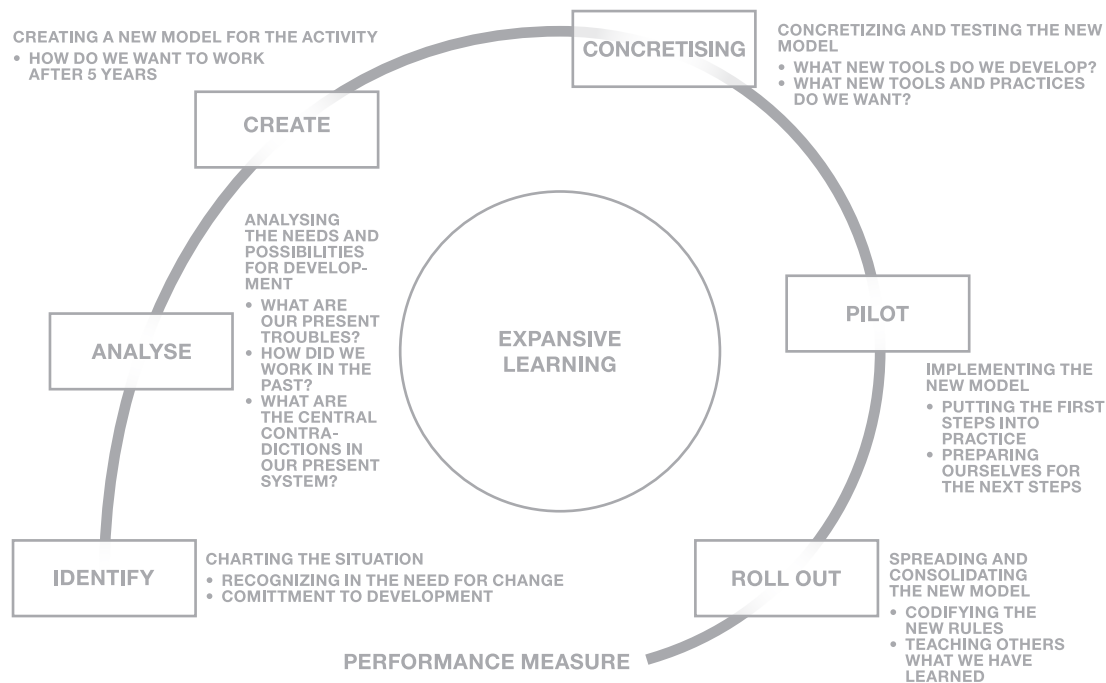 CREATING A NEW MODEL FOR THE ACTIVITY
• HOW DO WE WANT TO WORK
AFTER 5 YEARS
CREATE
CONCRETISING
CONCRETIZING AND TESTING THE NEW
MODEL
• WHAT NEW TOOLS DO WE DEVELOP?
• WHAT NEW TOOLS AND PRACTICES
DO WE WANT?
ANALYSING
THE NEEDS AND
POSSIBILITIES
FOR DEVELOP-
MENT
• WHAT ARE
OUR PRESENT
TROUBLES?
• HOW DID WE
WORK IN THE
PAST?
• WHAT ARE
THE CENTRAL
CONTRA-
DICTIONS IN
OUR PRESENT
SYSTEM?
ANALYSE
EXPANSIVE
LEARNING
PILOT
IMPLEMENTING THE
NEW MODEL
• PUTTING THE FIRST
STEPS INTO
PRACTICE
• PREPARING
OURSELVES FOR
THE NEXT STEPS
IDENTIFY
CHARTING THE SITUATION
• RECOGNIZING IN THE NEED FOR CHANGE
• COMITTMENT TO DEVELOPMENT
ROLL OUT
SPREADING AND
CONSOLIDATING
THE NEW MODEL
• CODIFYING THE
NEW RULES
• TEACHING OTHERS
WHAT WE HAVE
LEARNED
PERFORMANCE MEASURE